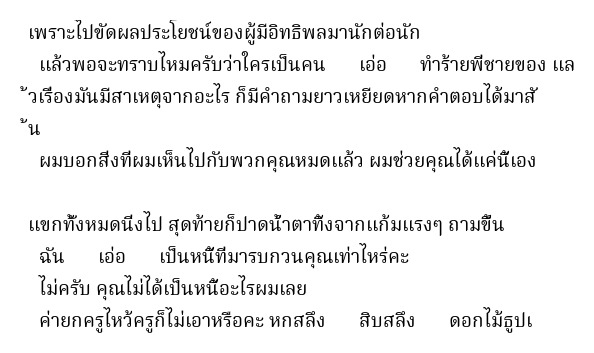 เพราะไปขัดผลประโยชน์ของผู้มีอิทธิพลมานักต่อนัก
แล้วพอจะทราบไหมครับว่าใครเป็นคน เอ่อ ทำร้ายพี่ชายของ แล
้วเรื่องมันมีสาเหตุจากอะไร ก็มีคำถามยาวเหยียดหากคำตอบได้มาสั
้น
ผมบอกสิ่งที่ผมเห็นไปกับพวกคุณหมดแล้ว ผมช่วยคุณได้แค่นี้เอง
แขกทั้งหมดนิ่งไป สุดท้ายก็ปาดน้ำตาทิ้งจากแก้มแรงๆ ถามขึ้น
ฉัน เอ่อ เป็นหนี้ที่มารบกวนคุณเท่าไหร่คะ
ไม่ครับ คุณไม่ได้เป็นหนี้อะไรผมเลย
ค่ายกครูไหว้ครูก็ไม่เอาหรือคะ หกสลึง สิบสลึง ดอกไม้ธูปเ